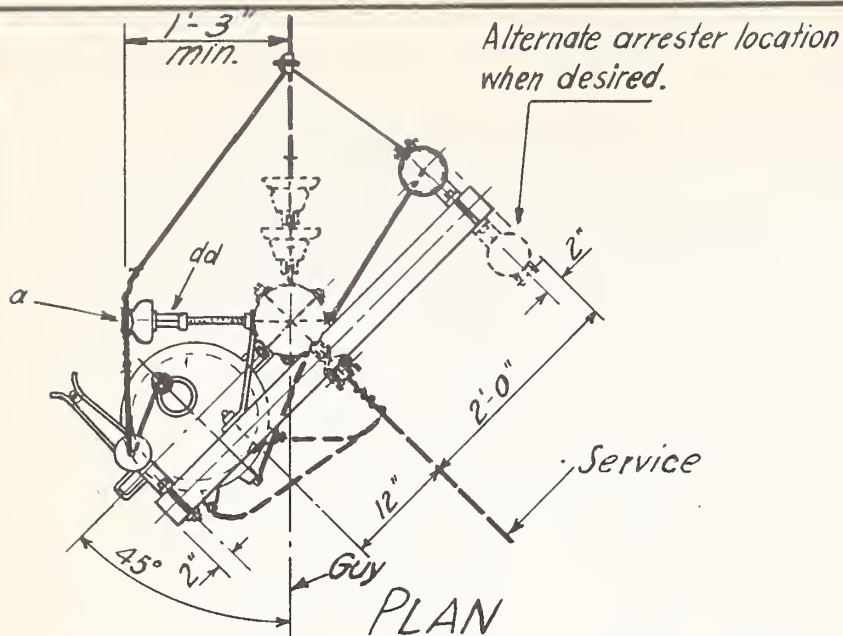 1'-3"
min.
Alternate arrester location
when desired.
dd
a
2"
2'-0"
Service
12"
45°
2"
Guy
PLAN